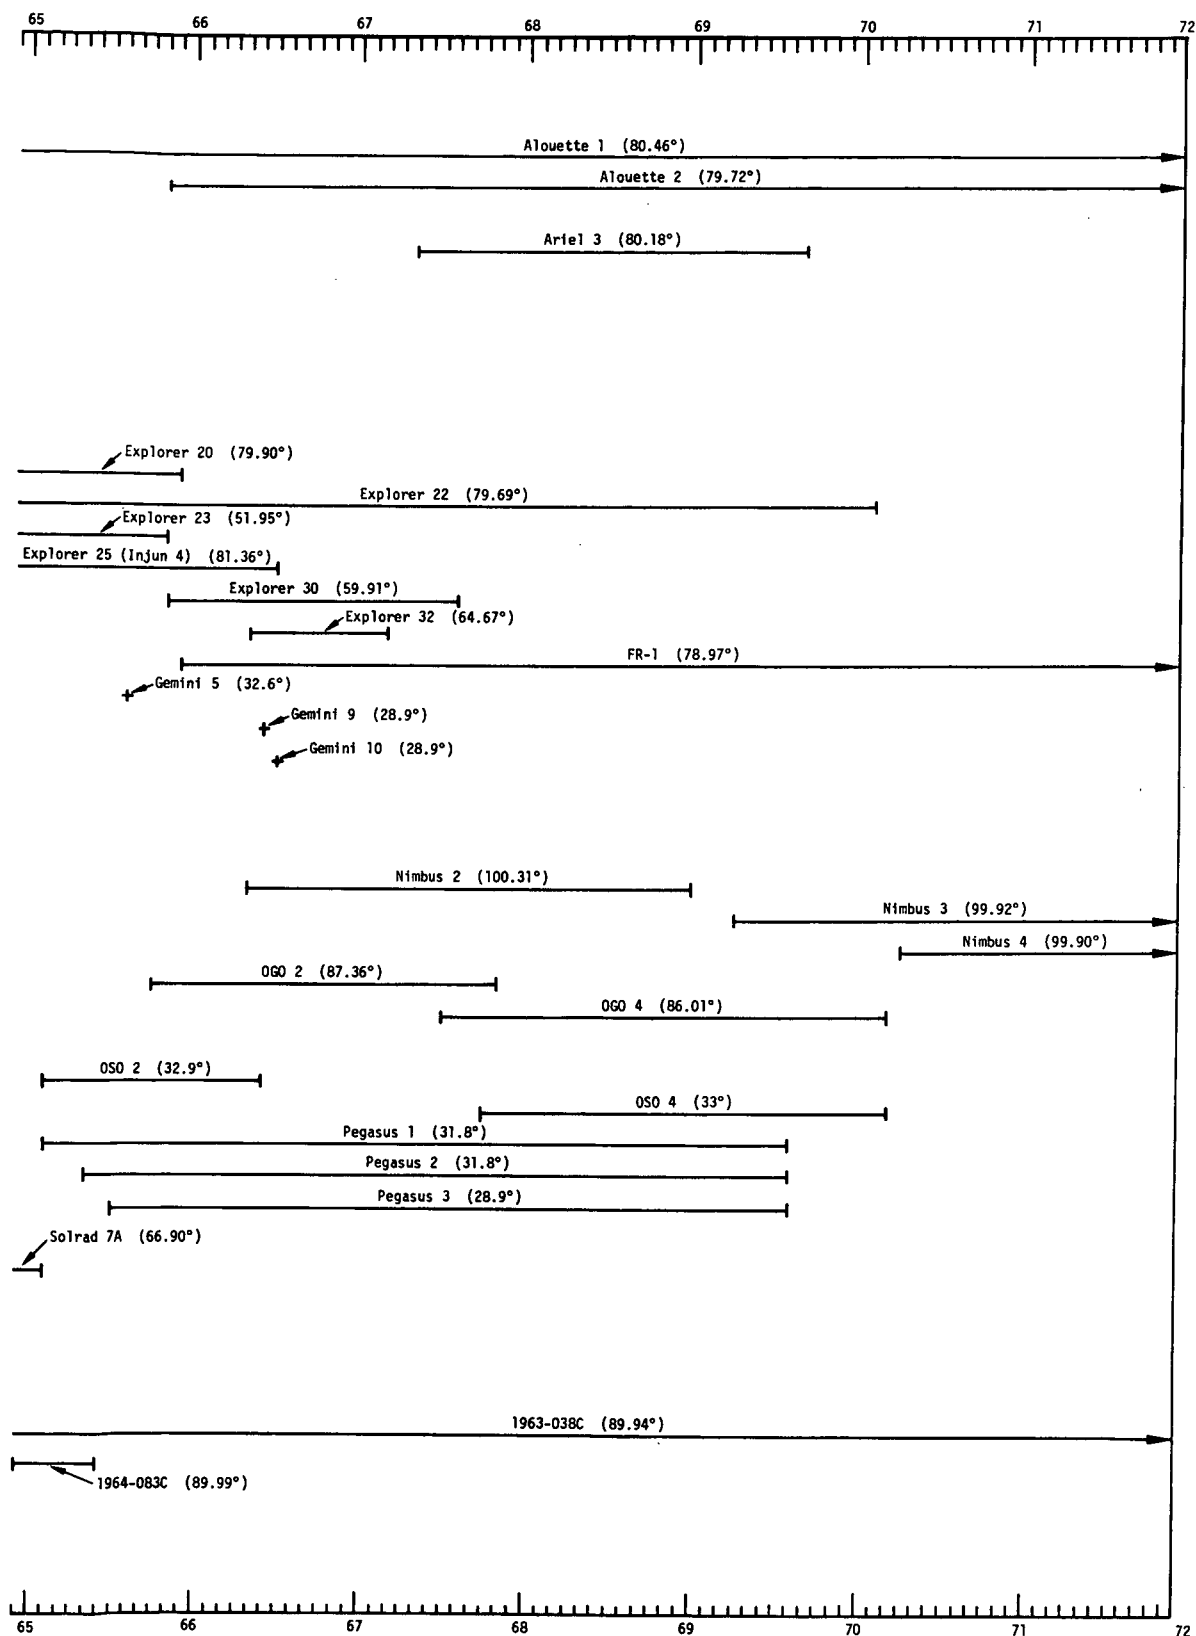 65 66 67 68 69 70 71 72
Alouette 1 (80.46°)
Alouette 2 (79.72°)
Ariel 3 (80.18°)
Explorer 20 (79.90°)
Explorer 22 (79.69°)
Explorer 23 (51.95°)
Explorer 25 (Injun 4) (81.36°)
Explorer 30 (59.91°)
Explorer 32 (64.67°)
FR-1 (78.97°)
Gemini 5 (32.6°)
Gemini 9 (28.9°)
Gemini 10 (28.9°)
Nimbus 2 (100.31°)
Nimbus 3 (99.92°)
Nimbus 4 (99.90°)
OGO 2 (87.36°)
OGO 4 (86.01°)
OSO 2 (32.9°)
OSO 4 (33°)
Pegasus 1 (31.8°)
Pegasus 2 (31.8°)
Pegasus 3 (28.9°)
Solrad 7A (66.90°)
1963-038C (89.94°)
1964-083C (89.99°)
65 66 67 68 69 70 71 72